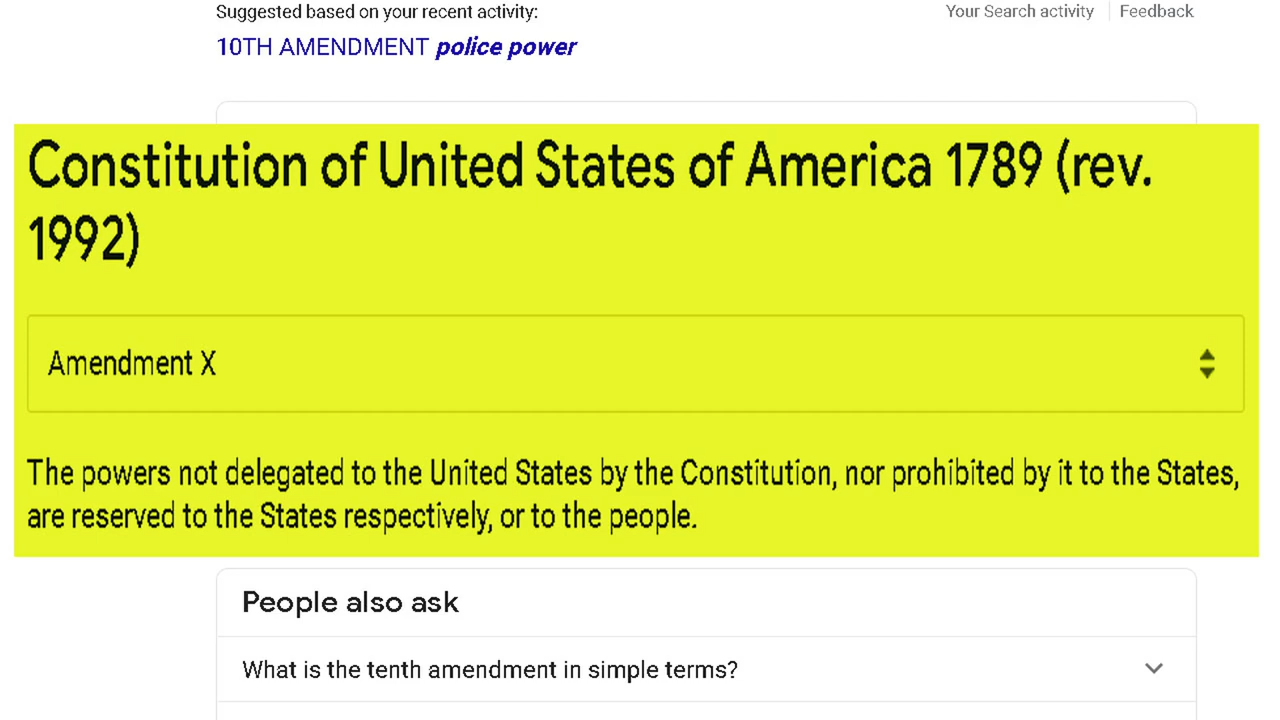 Suggested based on your recent activity:
Your Search activity
Feedback
10TH AMENDMENT police power
Constitution of United States of America 1789 (rev.
1992)
Amendment X
The powers not delegated to the United States by the Constitution, nor prohibited by it to the States,
are reserved to the States respectively, or to the people.
People also ask
What is the tenth amendment in simple terms?